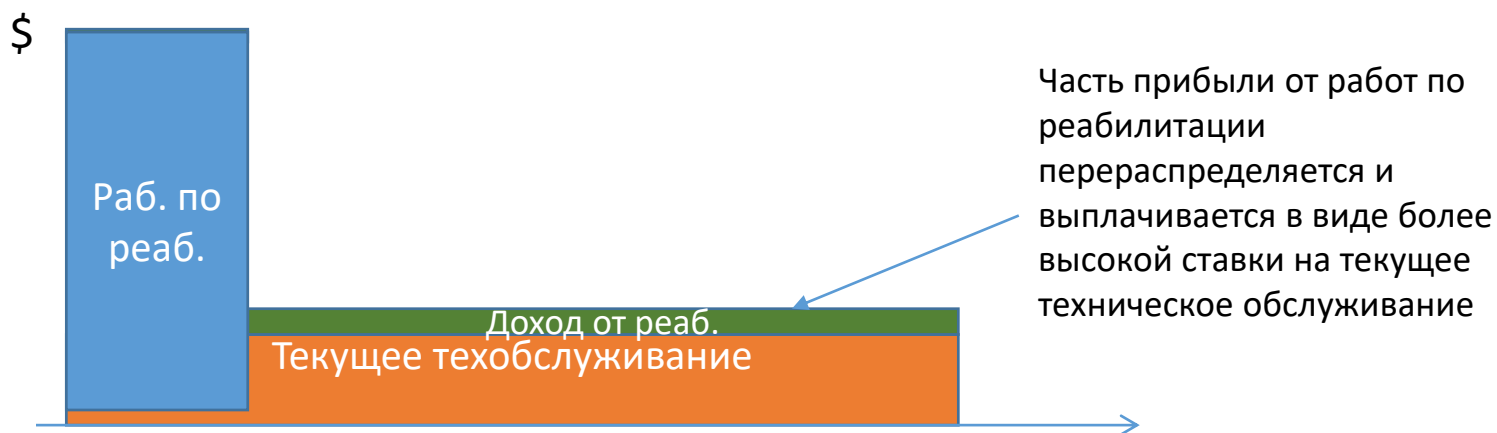 $
Раб. по
реаб.
Доход от реаб.
Текущее техобслуживание
Часть прибыли от работ по
реабилитации
перераспределяется и
выплачивается в виде более
высокой ставки на текущее
техническое обслуживание